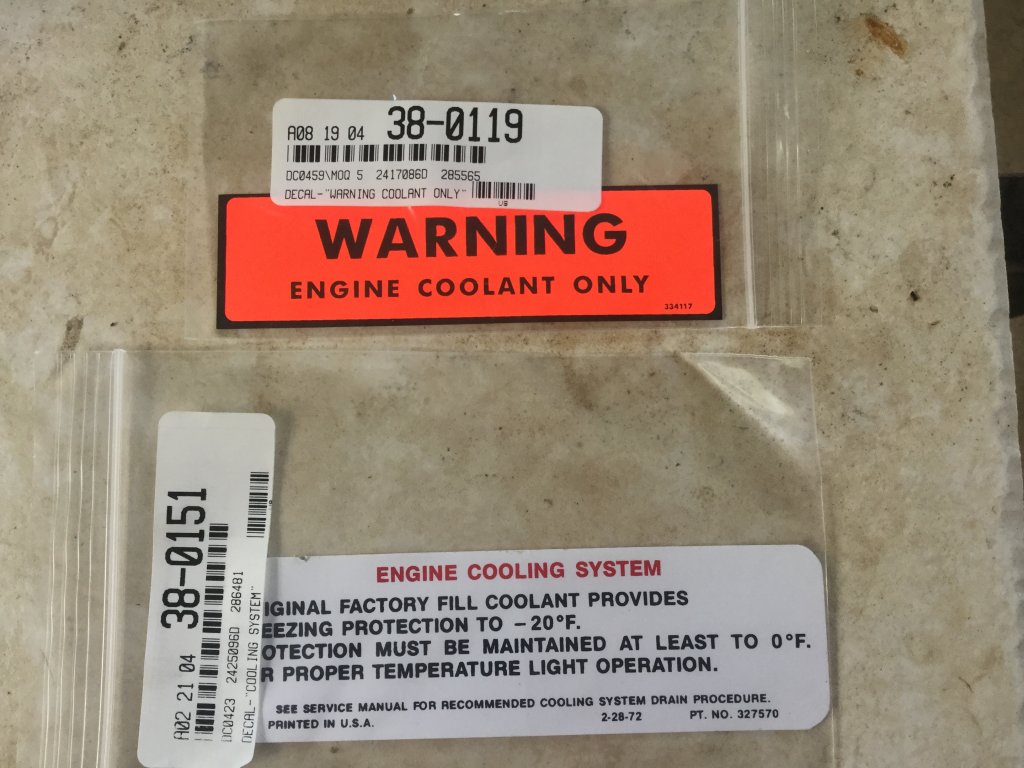 A08 19 04 38-0119
DC0459\MOQ 5 2417086D 285565
DECAL-"WARNING COOLANT ONLY"
WARNING
ENGINE COOLANT ONLY
334117
A02 21 04 38-0151
DC0423 2425096D 286481
DECAL-"COOLING SYSTEM"
ENGINE COOLING SYSTEM
IGINAL FACTORY FILL COOLANT PROVIDES
EEZING PROTECTION TO -20°F.
OTECTION MUST BE MAINTAINED AT LEAST TO 0°F.
R PROPER TEMPERATURE LIGHT OPERATION.
SEE SERVICE MANUAL FOR RECOMMENDED COOLING SYSTEM DRAIN PROCEDURE.
PRINTED IN U.S.A. 2-28-72 PT. NO. 327570